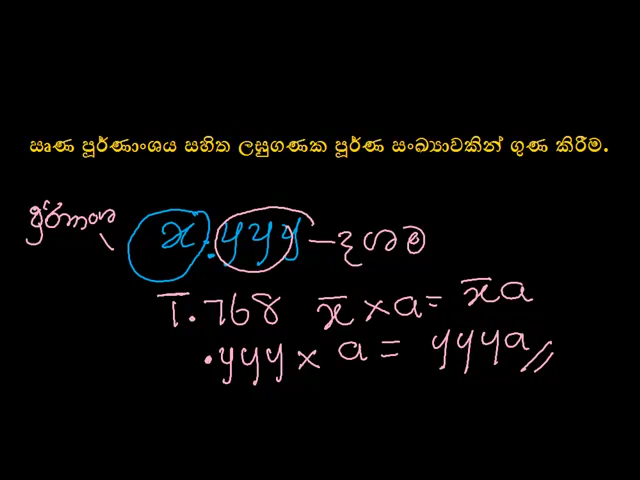 ඍණ පූර්ණාංශය සහිත ලඝුගණක පූර්ණ සංඛ්‍යාවකින් ගුණ කිරීම.
පූර්නාංශ x.yyy – දශම
1̅.768 x̅ × a = x̅a
.yyy × a = yyya //